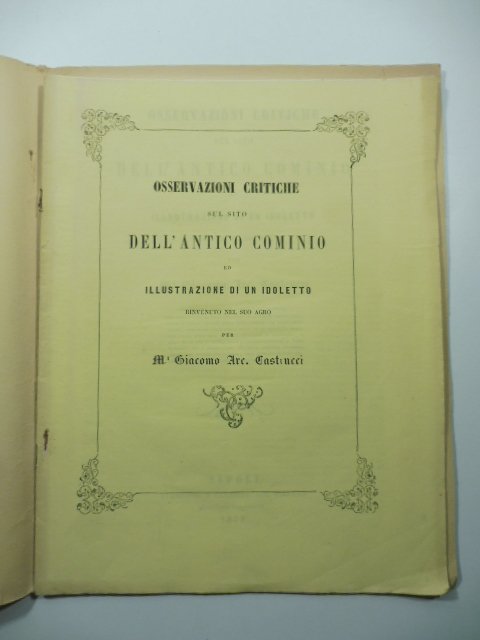 OSSERVAZIONI CRITICHE
SUL SITO
DELL'ANTICO COMINIO
ED
ILLUSTRAZIONE DI UN IDOLETTO
RINVENUTO NEL SUO AGRO
PER
M.r Giacomo Arc. Castrucci
NAPOLI